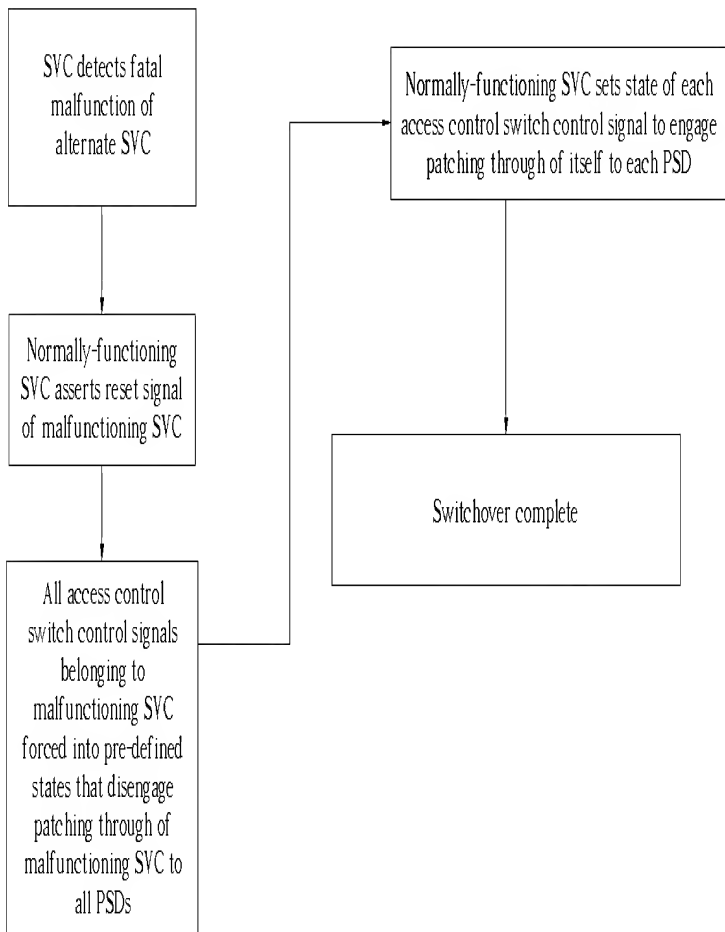 SVC detects fatal
malfunction of
alternate SVC
Normally-functioning
SVC asserts reset signal
of malfunctioning SVC
All access control
switch control signals
belonging to
malfunctioning SVC
forced into pre-defined
states that disengage
patching through of
malfunctioning SVC to
all PSDs
Normally-functioning SVC sets state of each
access control switch control signal to engage
patching through of itself to each PSD
Switchover complete